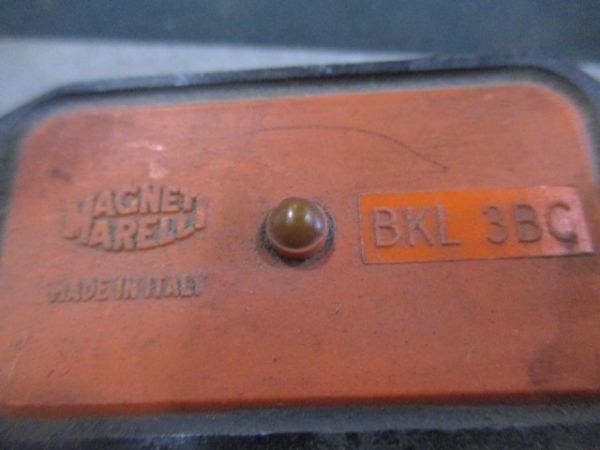 MAGNETI
MARELLI
MADE IN ITALY
BKL 3BC